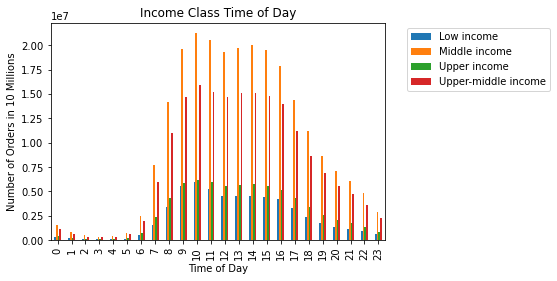 Income Class Time of Day
1e7
Low income
Middle income
Upper income
Upper-middle income
Number of Orders in 10 Millions
2.00
1.75
1.50
1.25
1.00
0.75
0.50
0.25
0.00
0 1 2 3 4 5 6 7 8 9 10 11 12 13 14 15 16 17 18 19 20 21 22 23
Time of Day